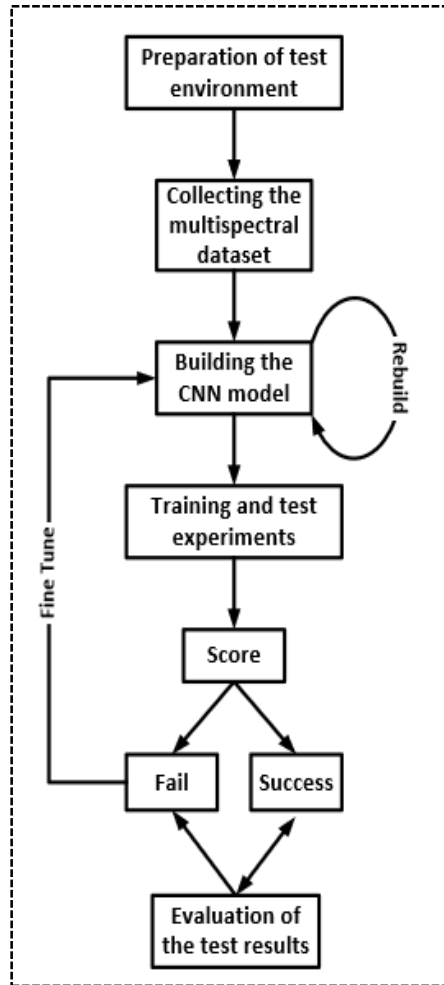 Preparation of test
environment
Collecting the
multispectral
dataset
Building the
CNN model
Rebuild
Training and test
experiments
Fine Tune
Score
Fail
Success
Evaluation of
the test results